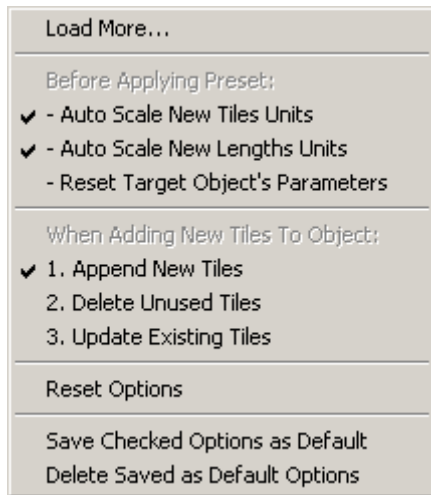 Load More...
Before Applying Preset:
- Auto Scale New Tiles Units
- Auto Scale New Lengths Units
- Reset Target Object's Parameters
When Adding New Tiles To Object:
1. Append New Tiles
2. Delete Unused Tiles
3. Update Existing Tiles
Reset Options
Save Checked Options as Default
Delete Saved as Default Options